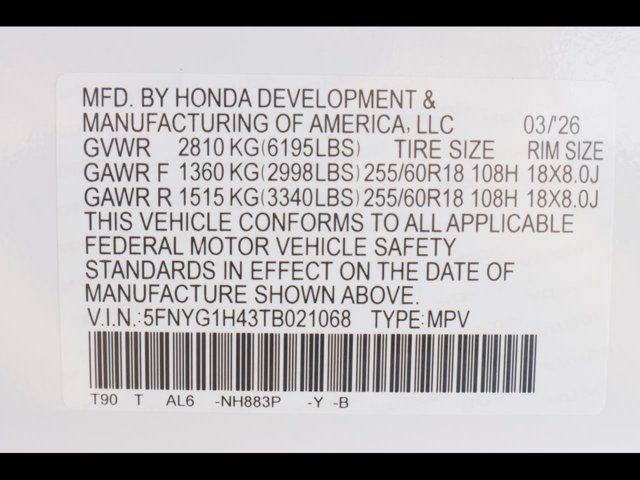 MFD. BY HONDA DEVELOPMENT &
MANUFACTURING OF AMERICA, LLC 03/'26
GVWR 2810 KG(6195LBS) TIRE SIZE RIM SIZE
GAWR F 1360 KG(2998LBS) 255/60R18 108H 18X8.0J
GAWR R 1515 KG(3340LBS) 255/60R18 108H 18X8.0J
THIS VEHICLE CONFORMS TO ALL APPLICABLE
FEDERAL MOTOR VEHICLE SAFETY
STANDARDS IN EFFECT ON THE DATE OF
MANUFACTURE SHOWN ABOVE.
V.I.N.:5FNYG1H43TB021068 TYPE:MPV
T90 T AL6 -NH883P -Y -B